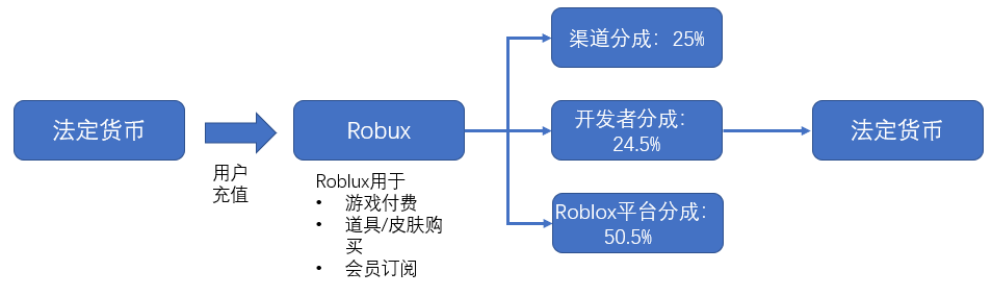 法定货币
用户
充值
Robux
Roblux用于
• 游戏付费
• 道具/皮肤购
买
• 会员订阅
渠道分成：25%
开发者分成：
24.5%
Roblox平台分成：
50.5%
法定货币